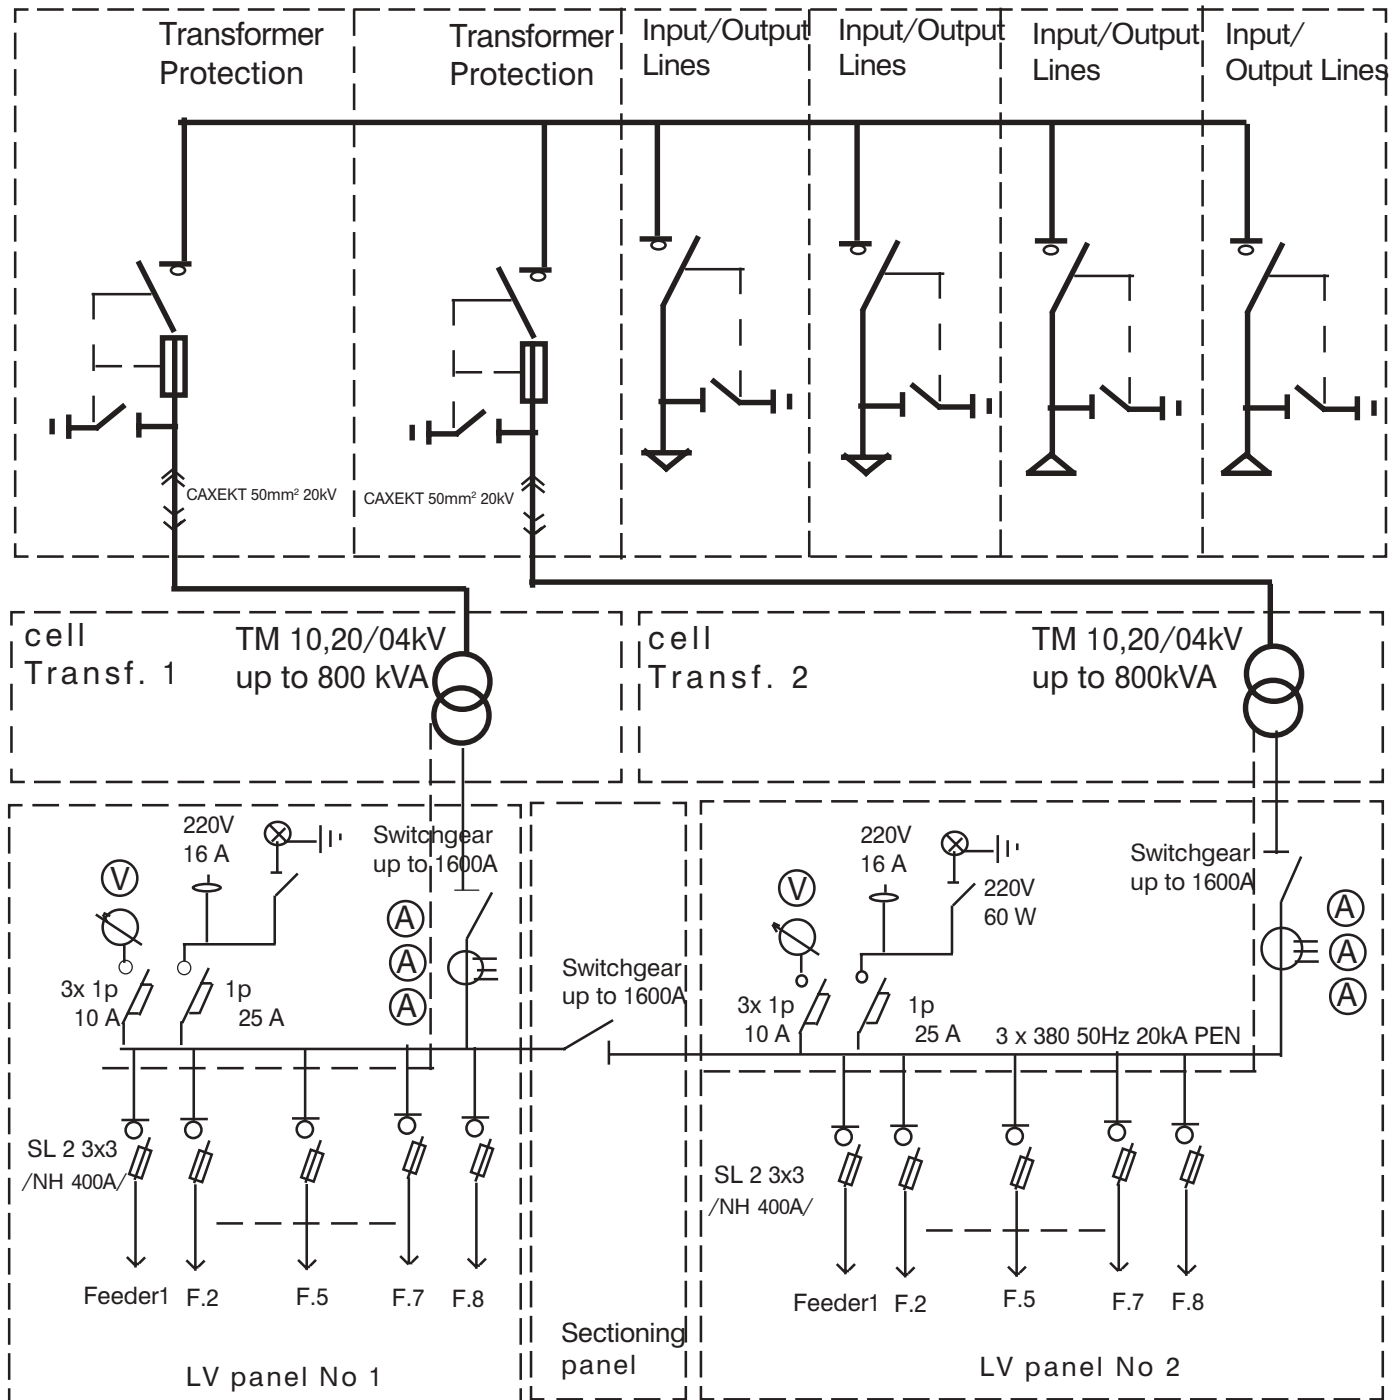 Transformer
Protection
Transformer
Protection
Input/Output
Lines
Input/Output
Lines
Input/Output
Lines
Input/
Output Lines
CAXEKT 50mm² 20kV
CAXEKT 50mm² 20kV
cell
Transf. 1
TM 10,20/04kV
up to 800 kVA
cell
Transf. 2
TM 10,20/04kV
up to 800kVA
220V
16 A
Switchgear
up to 1600A
V
A
A
A
3x 1p
10 A
1p
25 A
Switchgear
up to 1600A
220V
16 A
220V
60 W
Switchgear
up to 1600A
V
A
A
A
3x 1p
10 A
1p
25 A
3 x 380 50Hz 20kA PEN
SL 2 3x3
/NH 400A/
Feeder1
F.2
F.5
F.7
F.8
LV panel No 1
Sectioning
panel
SL 2 3x3
/NH 400A/
Feeder1
F.2
F.5
F.7
F.8
LV panel No 2